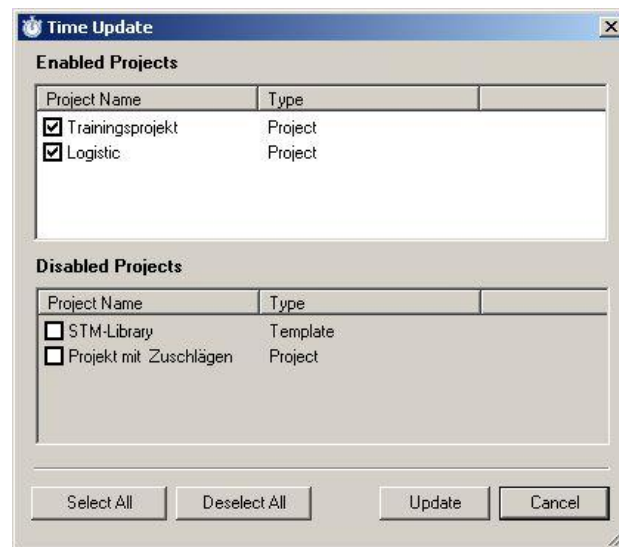 Time Update
Enabled Projects
Project Name Type
Trainingsprojekt Project
Logistic Project
Disabled Projects
Project Name Type
STM-Library Template
Projekt mit Zuschlägen Project
Select All Deselect All Update Cancel